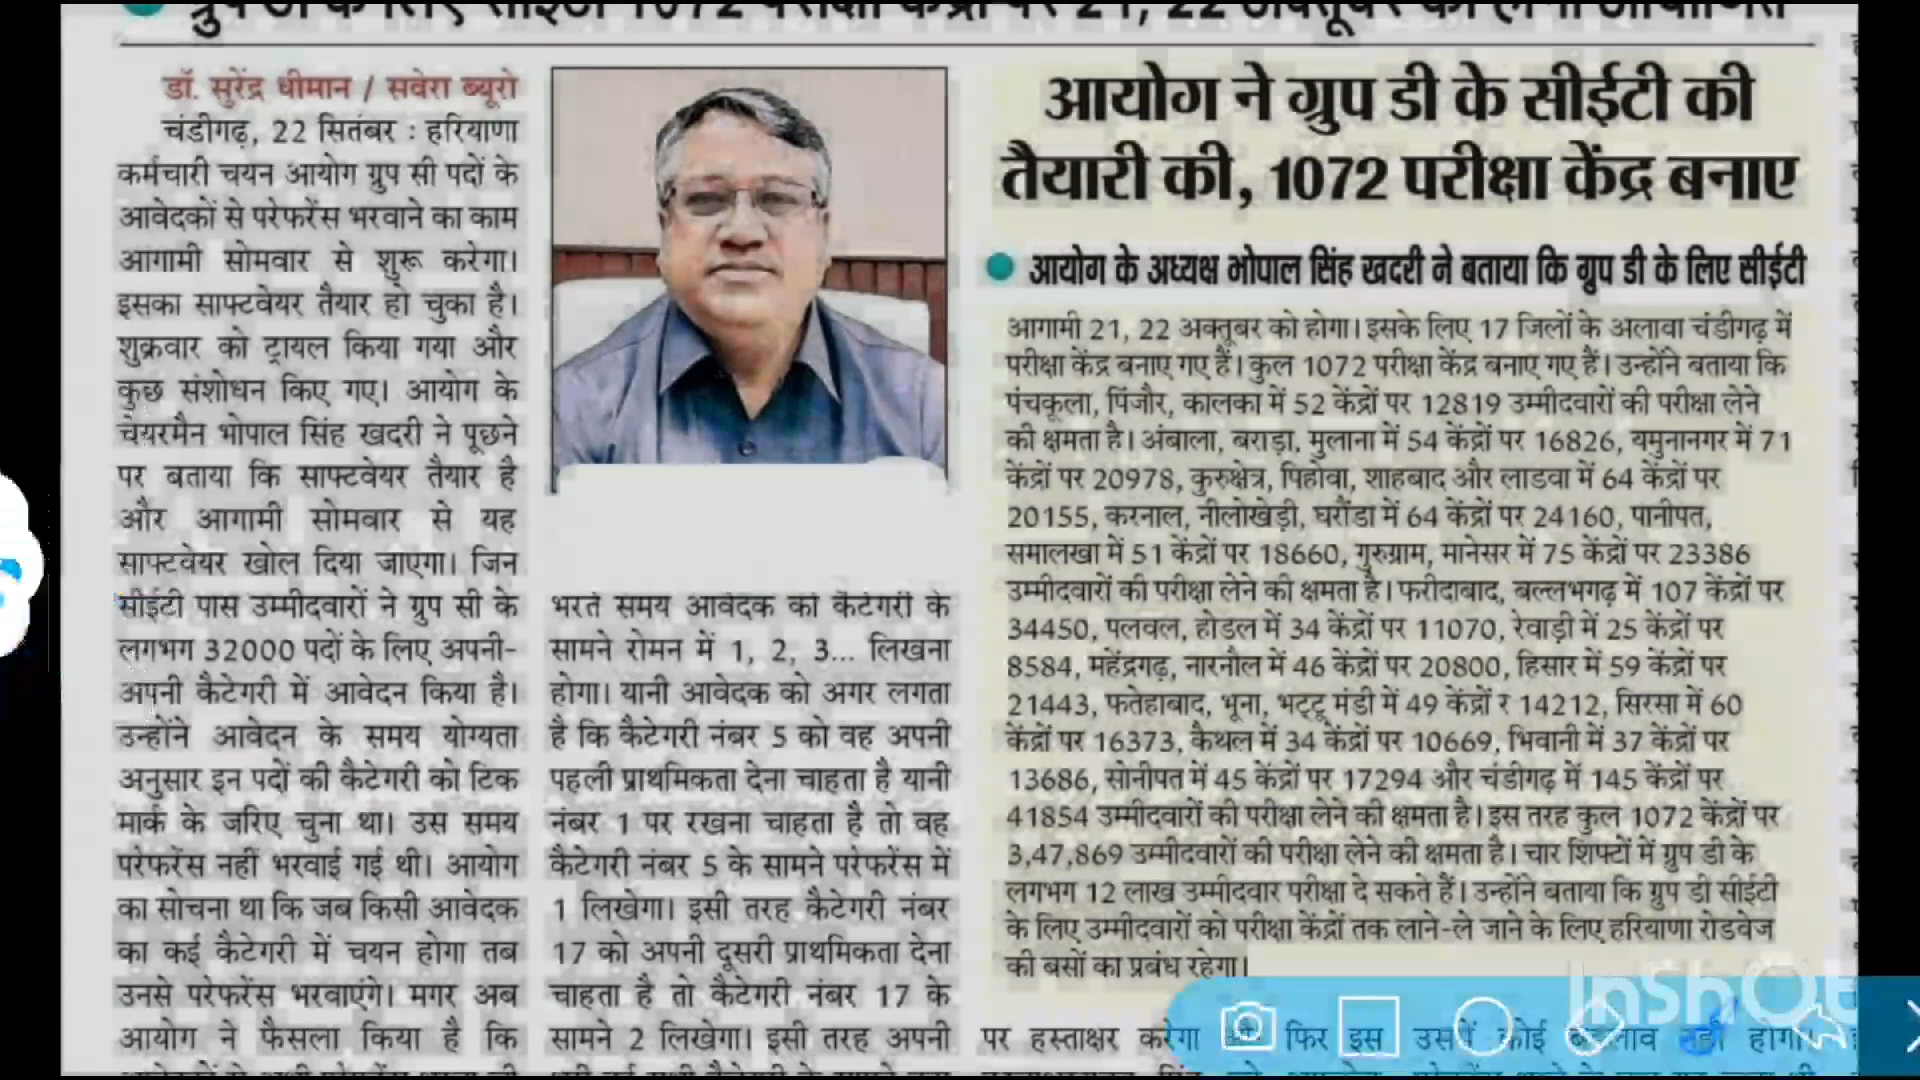 ग्रुप डी के लिए सीईटी 1072 परीक्षा केंद्रों पर 21, 22 अक्तूबर को होगा आयोजित
डॉ. सुरेंद्र धीमान / सवेरा ब्यूरो
चंडीगढ़, 22 सितंबर : हरियाणा
कर्मचारी चयन आयोग ग्रुप सी पदों के
आवेदकों से परेफरेंस भरवाने का काम
आगामी सोमवार से शुरू करेगा।
इसका साफ्टवेयर तैयार हो चुका है।
शुक्रवार को ट्रायल किया गया और
कुछ संशोधन किए गए। आयोग के
चेयरमैन भोपाल सिंह खदरी ने पूछने
पर बताया कि साफ्टवेयर तैयार है
और आगामी सोमवार से यह
साफ्टवेयर खोल दिया जाएगा। जिन
सीईटी पास उम्मीदवारों ने ग्रुप सी के
लगभग 32000 पदों के लिए अपनी-
अपनी कैटेगरी में आवेदन किया है।
उन्होंने आवेदन के समय योग्यता
अनुसार इन पदों की कैटेगरी को टिक
मार्क के जरिए चुना था। उस समय
परेफरेंस नहीं भरवाई गई थी। आयोग
का सोचना था कि जब किसी आवेदक
का कई कैटेगरी में चयन होगा तब
उनसे परेफरेंस भरवाएंगे। मगर अब
आयोग ने फैसला किया है कि
भरते समय आवेदक को कैटेगरी के
सामने रोमन में 1, 2, 3... लिखना
होगा। यानी आवेदक को अगर लगता
है कि कैटेगरी नंबर 5 को वह अपनी
पहली प्राथमिकता देना चाहता है यानी
नंबर 1 पर रखना चाहता है तो वह
कैटेगरी नंबर 5 के सामने परेफरेंस में
1 लिखेगा। इसी तरह कैटेगरी नंबर
17 को अपनी दूसरी प्राथमिकता देना
चाहता है तो कैटेगरी नंबर 17 के
सामने 2 लिखेगा। इसी तरह अपनी
आयोग ने ग्रुप डी के सीईटी की
तैयारी की, 1072 परीक्षा केंद्र बनाए
आयोग के अध्यक्ष भोपाल सिंह खदरी ने बताया कि ग्रुप डी के लिए सीईटी
आगामी 21, 22 अक्तूबर को होगा। इसके लिए 17 जिलों के अलावा चंडीगढ़ में
परीक्षा केंद्र बनाए गए हैं। कुल 1072 परीक्षा केंद्र बनाए गए हैं। उन्होंने बताया कि
पंचकूला, पिंजौर, कालका में 52 केंद्रों पर 12819 उम्मीदवारों की परीक्षा लेने
की क्षमता है। अंबाला, बराड़ा, मुलाना में 54 केंद्रों पर 16826, यमुनानगर में 71
केंद्रों पर 20978, कुरुक्षेत्र, पिहोवा, शाहबाद और लाडवा में 64 केंद्रों पर
20155, करनाल, नीलोखेड़ी, घरौंडा में 64 केंद्रों पर 24160, पानीपत,
समालखा में 51 केंद्रों पर 18660, गुरुग्राम, मानेसर में 75 केंद्रों पर 23386
उम्मीदवारों की परीक्षा लेने की क्षमता है। फरीदाबाद, बल्लभगढ़ में 107 केंद्रों पर
34450, पलवल, होडल में 34 केंद्रों पर 11070, रेवाड़ी में 25 केंद्रों पर
8584, महेंद्रगढ़, नारनौल में 46 केंद्रों पर 20800, हिसार में 59 केंद्रों पर
21443, फतेहाबाद, भूना, भट्टू मंडी में 49 केंद्रों र 14212, सिरसा में 60
केंद्रों पर 16373, कैथल में 34 केंद्रों पर 10669, भिवानी में 37 केंद्रों पर
13686, सोनीपत में 45 केंद्रों पर 17294 और चंडीगढ़ में 145 केंद्रों पर
41854 उम्मीदवारों की परीक्षा लेने की क्षमता है। इस तरह कुल 1072 केंद्रों पर
3,47,869 उम्मीदवारों की परीक्षा लेने की क्षमता है। चार शिफ्टों में ग्रुप डी के
लगभग 12 लाख उम्मीदवार परीक्षा दे सकते हैं। उन्होंने बताया कि ग्रुप डी सीईटी
के लिए उम्मीदवारों को परीक्षा केंद्रों तक लाने-ले जाने के लिए हरियाणा रोडवेज
की बसों का प्रबंध रहेगा।
पर हस्ताक्षर करेगा और फिर इस
उसमें कोई बदलाव नहीं होगा।
InShOt